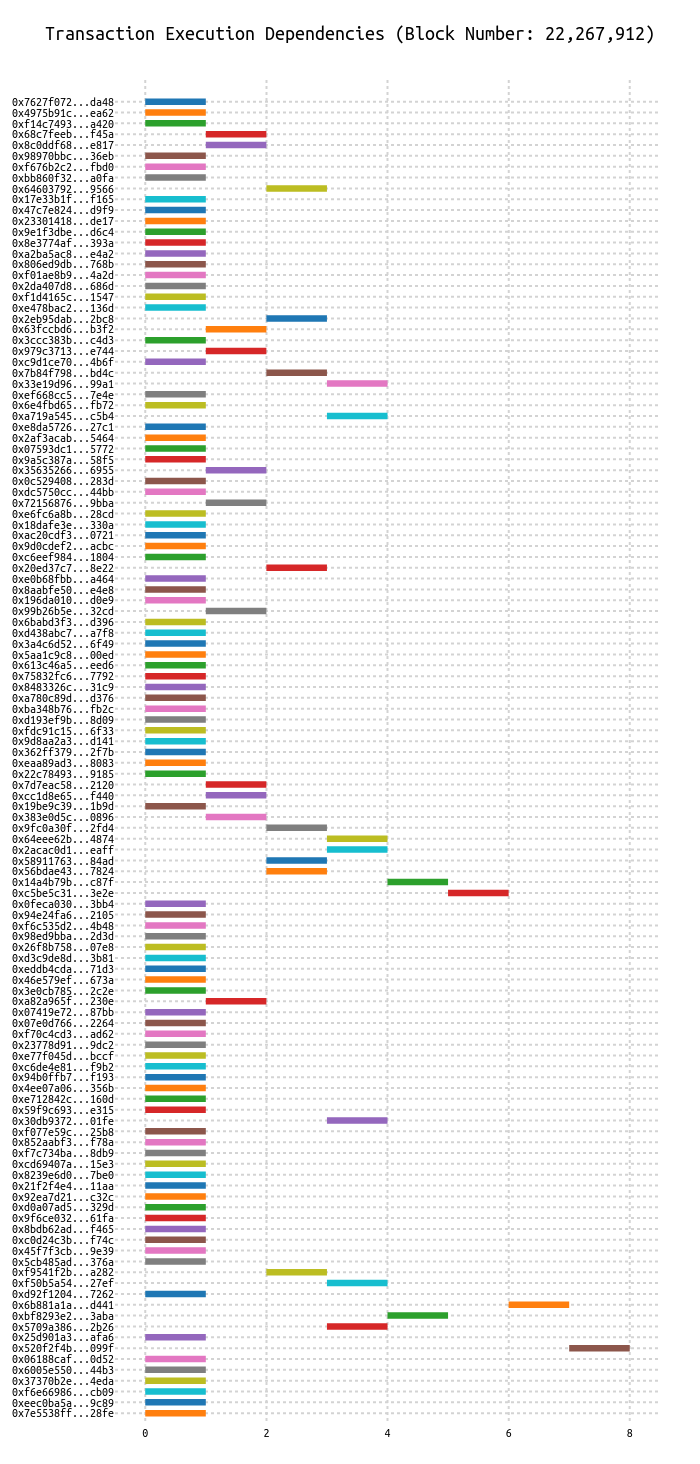 Transaction Execution Dependencies (Block Number: 22,267,912)
0x7627f072...da48
0x4975b91c...ea62
0xf14c7493...a420
0x68c7feeb...f45a
0x8c0ddf68...e817
0x98970bbc...36eb
0xf676b2c2...fbd0
0xbb860f32...a0fa
0x64603792...9566
0x17e33b1f...f165
0x47c7e824...d9f9
0x23301418...de17
0x9e1f3dbe...d6c4
0x8e3774af...393a
0xa2ba5ac8...e4a2
0x806ed9db...768b
0xf01ae8b9...4a2d
0x2da407d8...686d
0xf1d4165c...1547
0xe478bac2...136d
0x2eb95dab...2bc8
0x63fccbd6...b3f2
0x3ccc383b...c4d3
0x979c3713...e744
0xc9d1ce70...4b6f
0x7b84f798...bd4c
0x33e19d96...99a1
0xef668cc5...7e4e
0x6e4fbd65...fb72
0xa719a545...c5b4
0xe8da5726...27c1
0x2af3acab...5464
0x07593dc1...5772
0x9a5c387a...58f5
0x35635266...6955
0x0c529408...283d
0xdc5750cc...44bb
0x72156876...9bba
0xe6fc6a8b...28cd
0x18dafe3e...330a
0xac20cdf3...0721
0x9d0cdef2...acbc
0xc6eef984...1804
0x20ed37c7...8e22
0xe0b68fbb...a464
0x8aabfe50...e4e8
0x196da010...d0e9
0x99b26b5e...32cd
0x6babd3f3...d396
0xd438abc7...a7f8
0x3a4c6d52...6f49
0x5aa1c9c8...00ed
0x613c46a5...eed6
0x75832fc6...7792
0x8483326c...31c9
0xa780c89d...d376
0xba348b76...fb2c
0xd193ef9b...8d09
0xfdc91c15...6f33
0x9d8aa2a3...d141
0x362ff379...2f7b
0xeaa89ad3...8083
0x22c78493...9185
0x7d7eac58...2120
0xcc1d8e65...f440
0x19be9c39...1b9d
0x383e0d5c...0896
0x9fc0a30f...2fd4
0x64eee62b...4874
0x2acac0d1...eaff
0x58911763...84ad
0x56bdae43...7824
0x14a4b79b...c87f
0xc5be5c31...3e2e
0x0feca030...3bb4
0x94e24fa6...2105
0xf6c535d2...4b48
0x98ed9bba...2d3d
0x26f8b758...07e8
0xd3c9de8d...3b81
0xeddb4cda...71d3
0x46e579ef...673a
0x3e0cb785...2c2e
0xa82a965f...230e
0x07419e72...87bb
0x07e0d766...2264
0xf70c4cd3...ad62
0x23778d91...9dc2
0xe77f045d...bccf
0xc6de4e81...f9b2
0x94b0ffb7...f193
0x4ee07a06...356b
0xe712842c...160d
0x59f9c693...e315
0x30db9372...01fe
0xf077e59c...25b8
0x852aabf3...f78a
0xf7c734ba...8db9
0xcd69407a...15e3
0x8239e6d0...7be0
0x21f2f4e4...11aa
0x92ea7d21...c32c
0xd0a07ad5...329d
0x9f6ce032...61fa
0x8bdb62ad...f465
0xc0d24c3b...f74c
0x45f7f3cb...9e39
0x5cb485ad...376a
0xf9541f2b...a282
0xf50b5a54...27ef
0xd92f1204...7262
0x6b881a1a...d441
0xbf8293e2...3aba
0x5709a386...2b26
0x25d901a3...afa6
0x520f2f4b...099f
0x06188caf...0d52
0x6005e550...44b3
0x37370b2e...4eda
0xf6e66986...cb09
0xeec0ba5a...9c89
0x7e5538ff...28fe
0 2 4 6 8